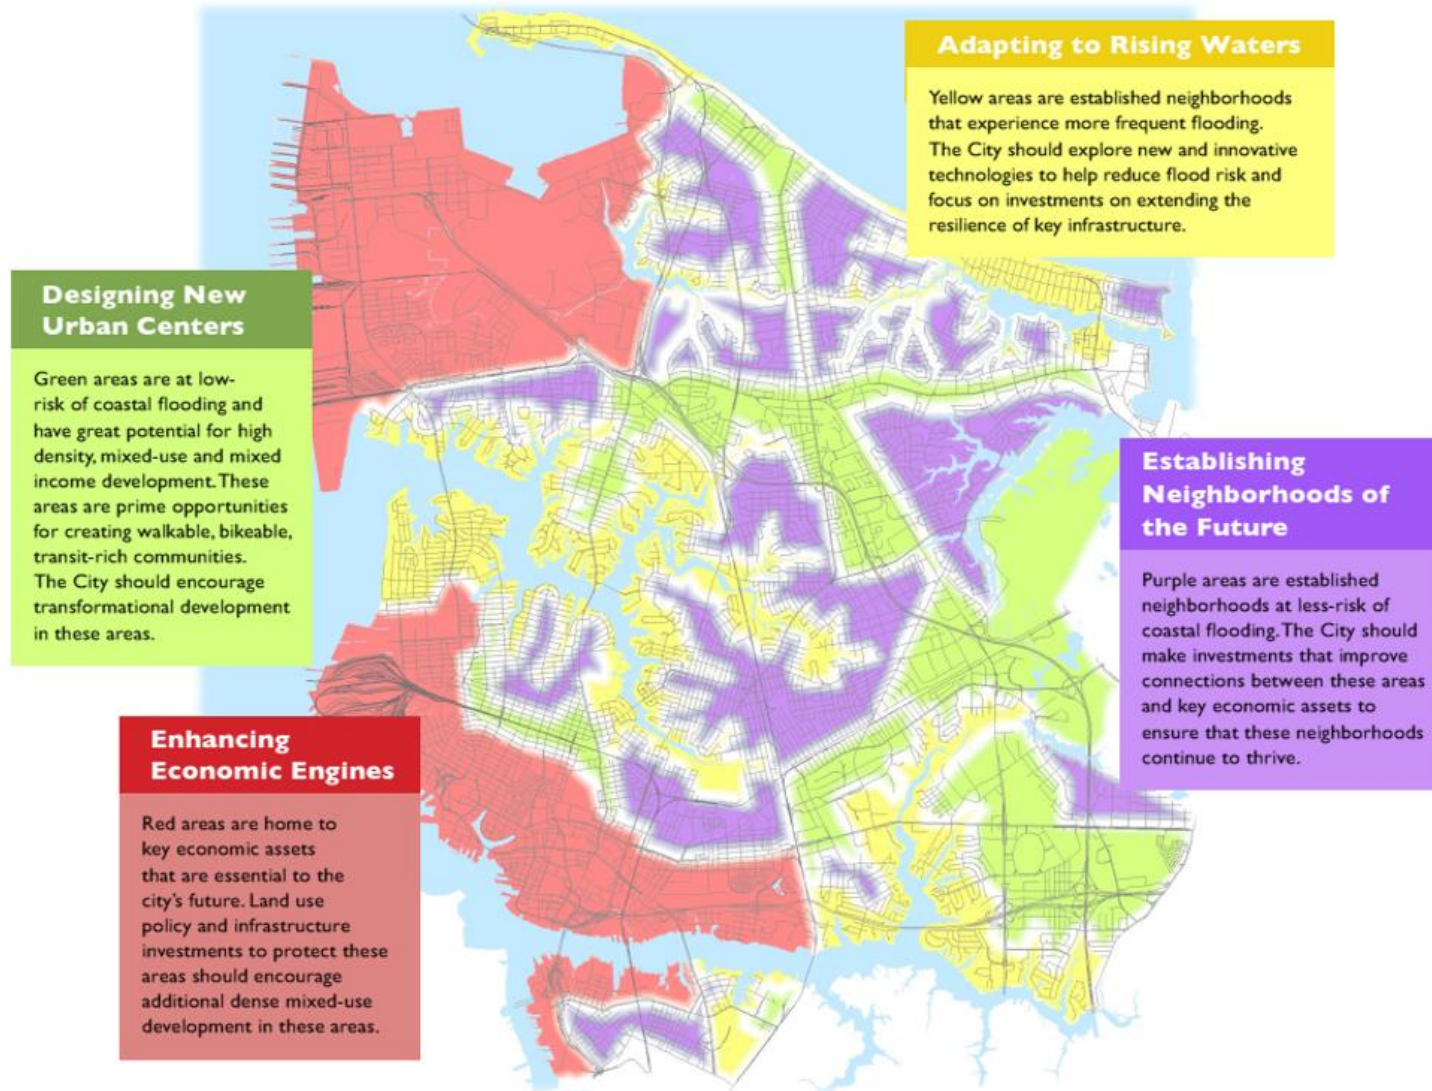 Adapting to Rising Waters
Yellow areas are established neighborhoods
that experience more frequent flooding.
The City should explore new and innovative
technologies to help reduce flood risk and
focus on investments on extending the
resilience of key infrastructure.
Designing New
Urban Centers
Green areas are at low-
risk of coastal flooding and
have great potential for high
density, mixed-use and mixed
income development. These
areas are prime opportunities
for creating walkable, bikeable,
transit-rich communities.
The City should encourage
transformational development
in these areas.
Establishing
Neighborhoods of
the Future
Purple areas are established
neighborhoods at less-risk of
coastal flooding. The City should
make investments that improve
connections between these areas
and key economic assets to
ensure that these neighborhoods
continue to thrive.
Enhancing
Economic Engines
Red areas are home to
key economic assets
that are essential to the
city's future. Land use
policy and infrastructure
investments to protect these
areas should encourage
additional dense mixed-use
development in these areas.